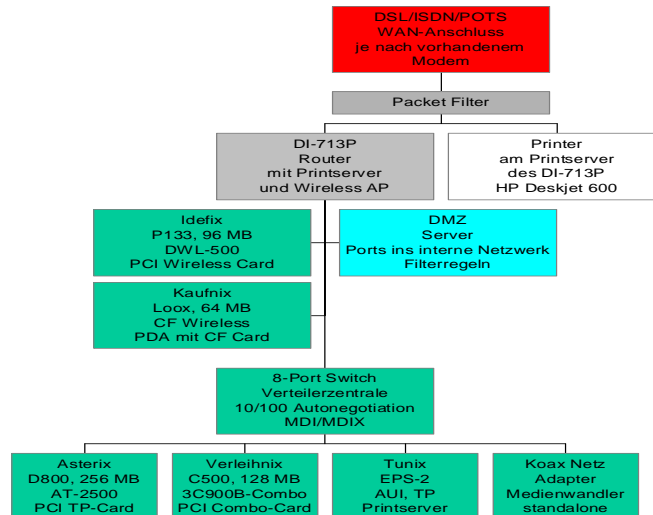 DSL/ISDN/POTS
WAN-Anschluss
je nach vorhandenem
Modem
Packet Filter
DI-713P
Router
mit Printserver
und Wireless AP
Printer
am Printserver
des DI-713P
HP Deskjet 600
Idefix
P133, 96 MB
DWL-500
PCI Wireless Card
DMZ
Server
Ports ins interne Netzwerk
Filterregeln
Kaufnix
Loox, 64 MB
CF Wireless
PDA mit CF Card
8-Port Switch
Verteilerzentrale
10/100 Autonegotiation
MDI/MDIX
Asterix
D800, 256 MB
AT-2500
PCI TP-Card
Verleihnix
C500, 128 MB
3C900B-Combo
PCI Combo-Card
Tunix
EPS-2
AUI, TP
Printserver
Koax Netz
Adapter
Medienwandler
standalone